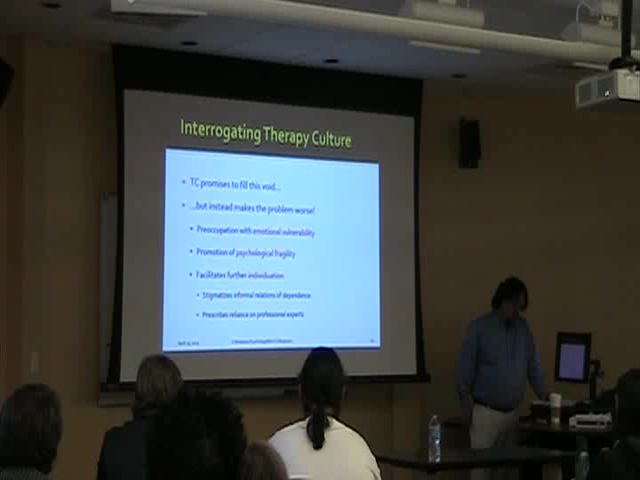 Interrogating Therapy Culture
• TC promises to fill this void...
• ...but instead makes the problem worse!
• Preoccupation with emotional vulnerability
• Promotion of psychological fragility
• Facilitates further individuation
• Stigmatizes informal relations of dependence
• Prescribes reliance on professional experts